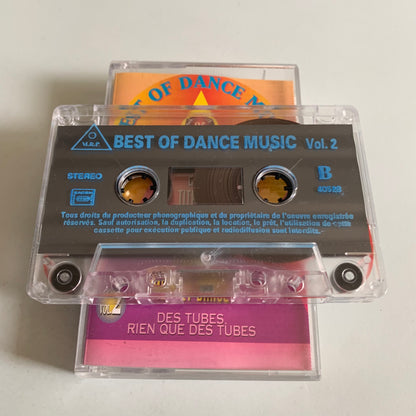 BEST OF DANCE MUSIC
BEST OF DANCE MUSIC Vol. 2
STEREO
B
Tous droits du producteur phonographique et du propriétaire de l'oeuvre enregistrée
réservés. Sauf autorisation, la duplication, la location, le prêt, l'utilisation de cette
cassette pour exécution publique et radiodiffusion sont interdits.
DES TUBES
RIEN QUE DES TUBES